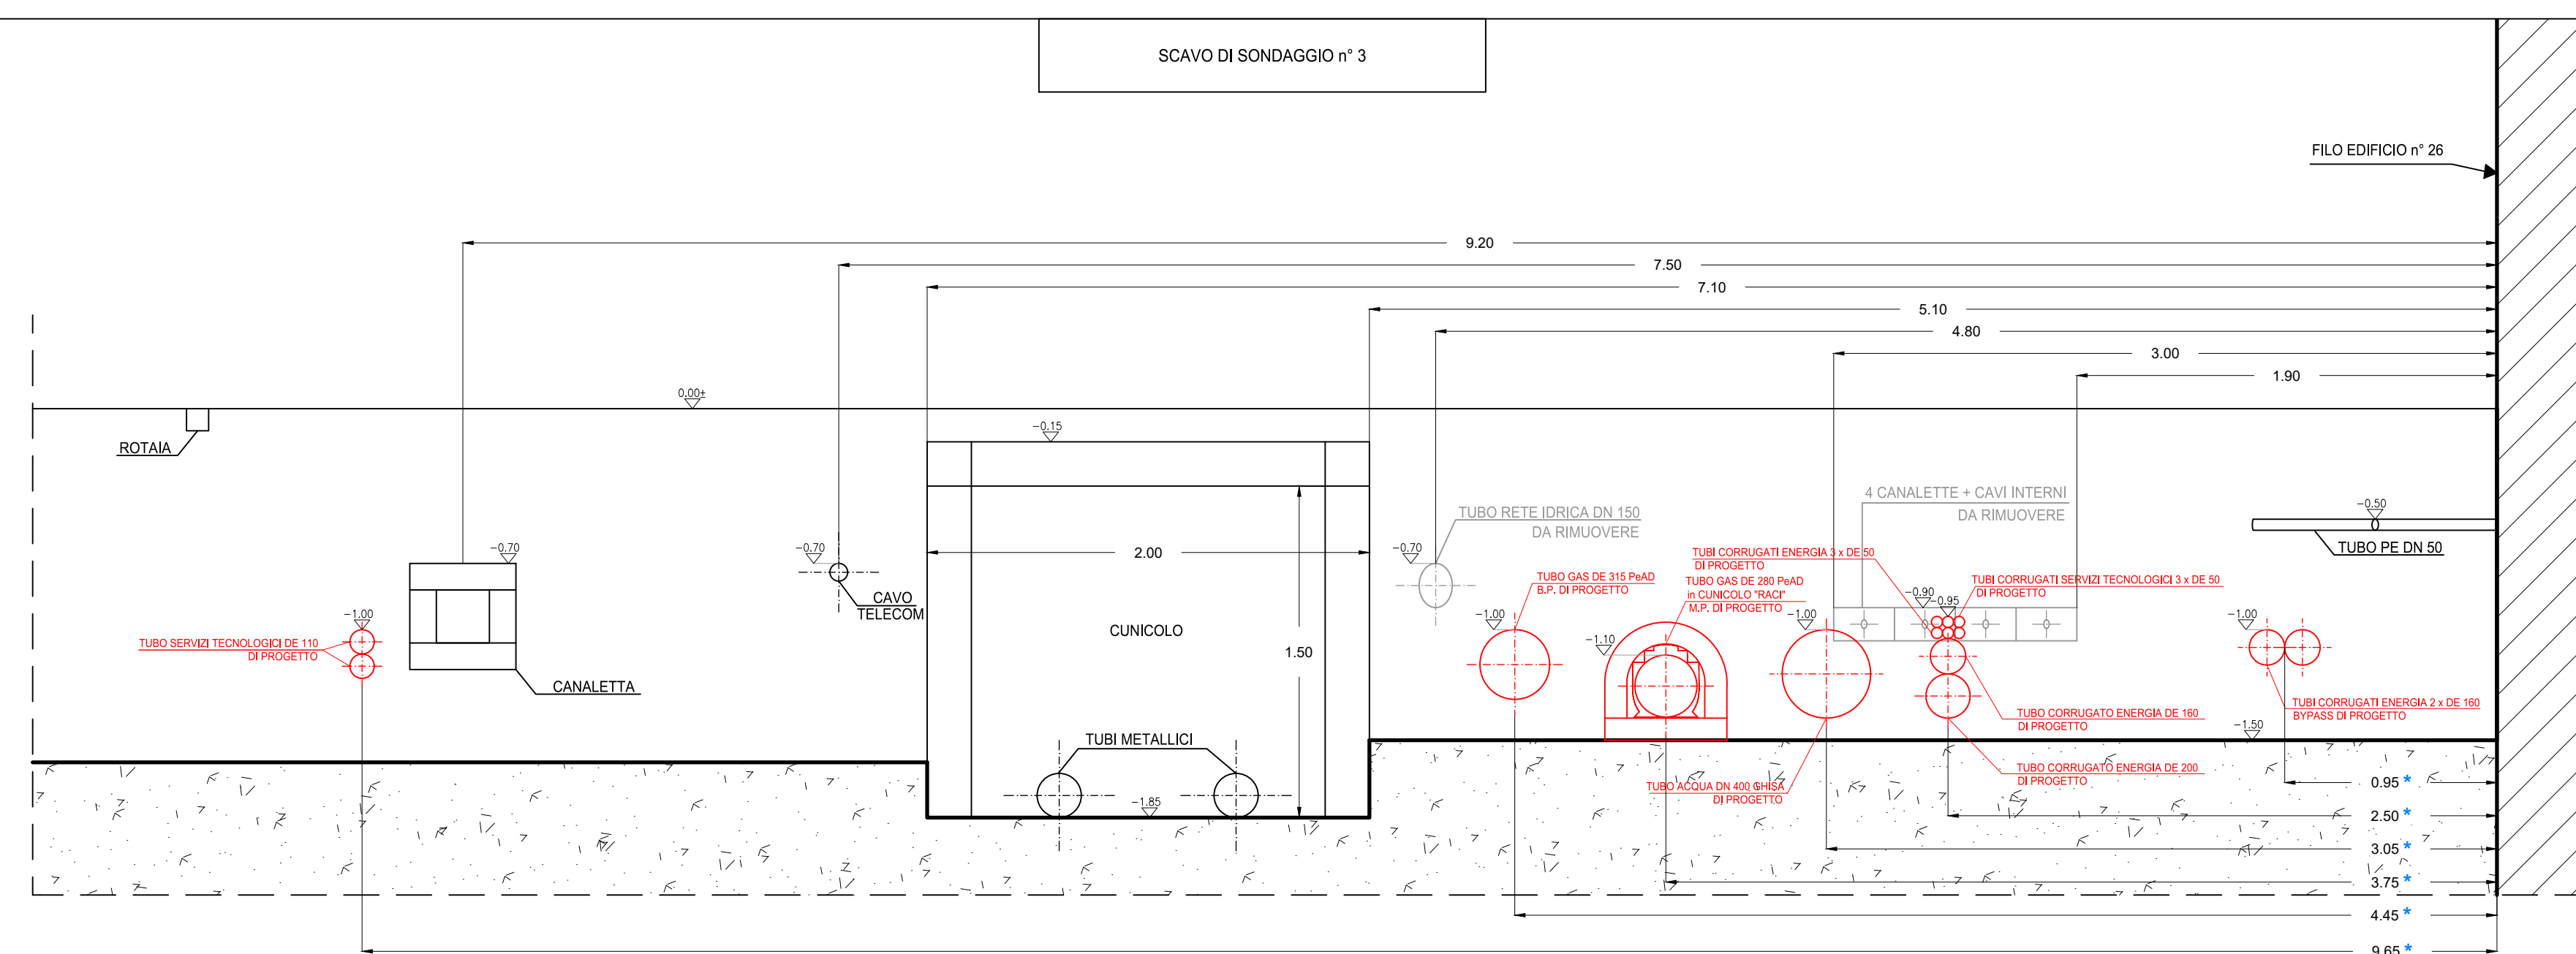 SCAVO DI SONDAGGIO n° 3
FILO EDIFICIO n° 26
9.20
7.50
7.10
5.10
4.80
3.00
1.90
0.00±
ROTAIA
-0.15
-0.70
-0.70
-0.70
-0.50
4 CANALETTE + CAVI INTERNI
DA RIMUOVERE
TUBO RETE IDRICA DN 150
DA RIMUOVERE
TUBO PE DN 50
2.00
TUBI CORRUGATI ENERGIA 3 x DE 50
DI PROGETTO
TUBO GAS DE 315 PeAD
B.P. DI PROGETTO
TUBO GAS DE 280 PeAD
in CUNICOLO "RACI"
M.P. DI PROGETTO
TUBI CORRUGATI SERVIZI TECNOLOGICI 3 x DE 50
DI PROGETTO
CAVO
TELECOM
-0.90
-0.95
-1.00
-1.00
-1.10
-1.00
-1.00
TUBO SERVIZI TECNOLOGICI DE 110
DI PROGETTO
CUNICOLO
1.50
CANALETTA
TUBI CORRUGATI ENERGIA 2 x DE 160
BYPASS DI PROGETTO
TUBO CORRUGATO ENERGIA DE 160
DI PROGETTO
-1.50
TUBI METALLICI
TUBO CORRUGATO ENERGIA DE 200
DI PROGETTO
TUBO ACQUA DN 400 GHISA
DI PROGETTO
-1.85
0.95 *
2.50 *
3.05 *
3.75 *
4.45 *
9.65 *